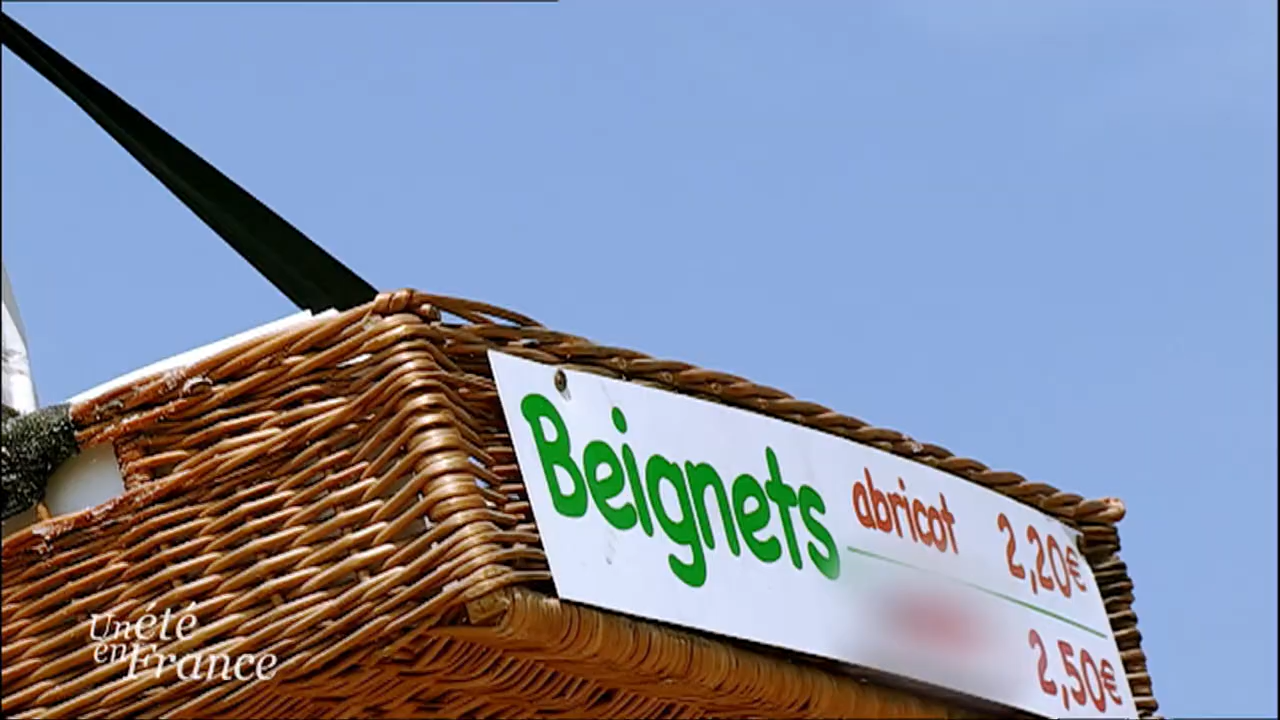 Beignets abricot 2,20€
2,50€
Un été
en France